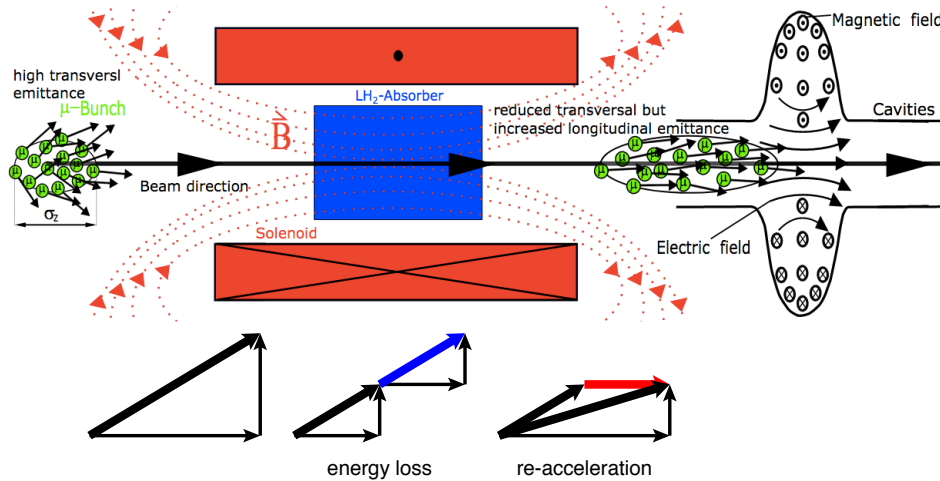 Magnetic field
high transversl
emittance
μ-Bunch
LH2-Absorber
B
reduced transversal but
increased longitudinal emittance
Cavities
μ μ μ μ μ μ μ μ μ μ μ μ μ
μ μ μ μ μ μ μ μ μ μ μ μ μ
Beam direction
σz
Solenoid
Electric field
energy loss
re-acceleration